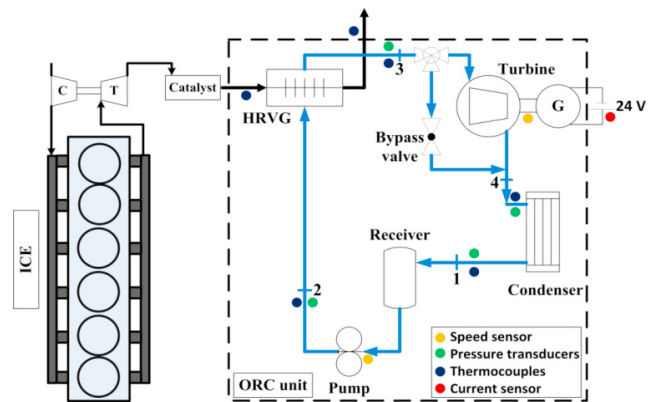 C
T
Catalyst
HRVG
3
Turbine
G
24 V
Bypass
valve
4
ICE
Receiver
2
1
Condenser
Pump
ORC unit
Speed sensor
Pressure transducers
Thermocouples
Current sensor